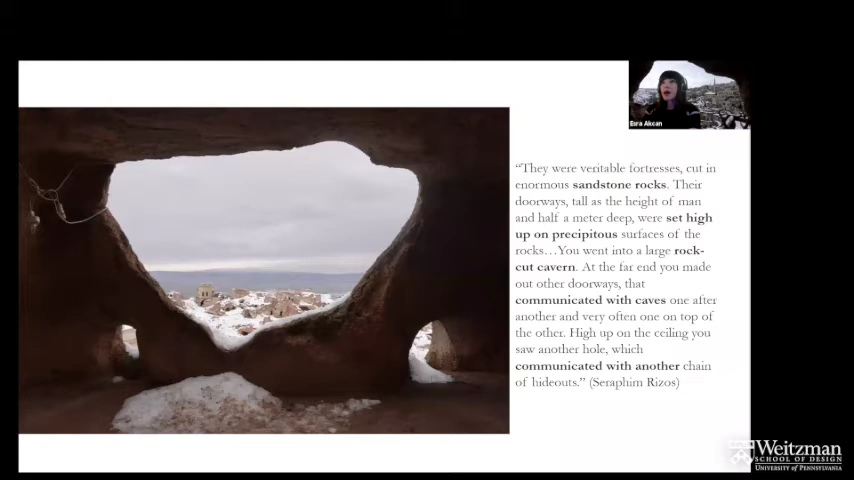 Esra Akcan
“They were veritable fortresses, cut in
enormous sandstone rocks. Their
doorways, tall as the height of man
and half a meter deep, were set high
up on precipitous surfaces of the
rocks…You went into a large rock-
cut cavern. At the far end you made
out other doorways, that
communicated with caves one after
another and very often one on top of
the other. High up on the ceiling you
saw another hole, which
communicated with another chain
of hideouts.” (Seraphim Rizos)
Weitzman
SCHOOL OF DESIGN
UNIVERSITY OF PENNSYLVANIA